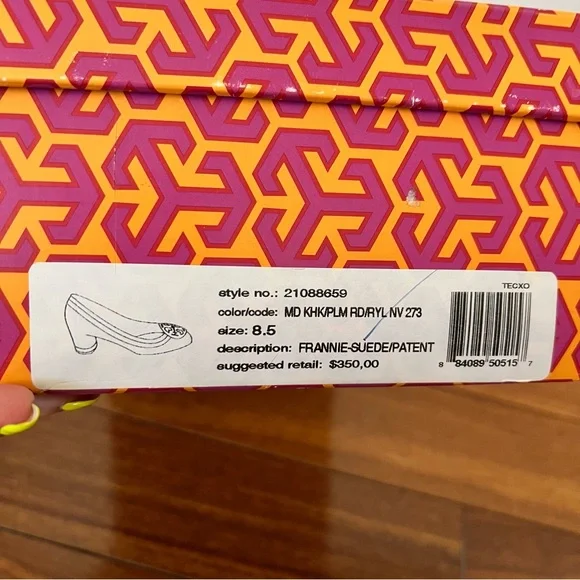 TECXO
style no.: 21088659
color/code: MD KHK/PLM RD/RYL NV 273
size: 8.5
description: FRANNIE-SUEDE/PATENT
suggested retail: $350,00
8 84089 50515 7